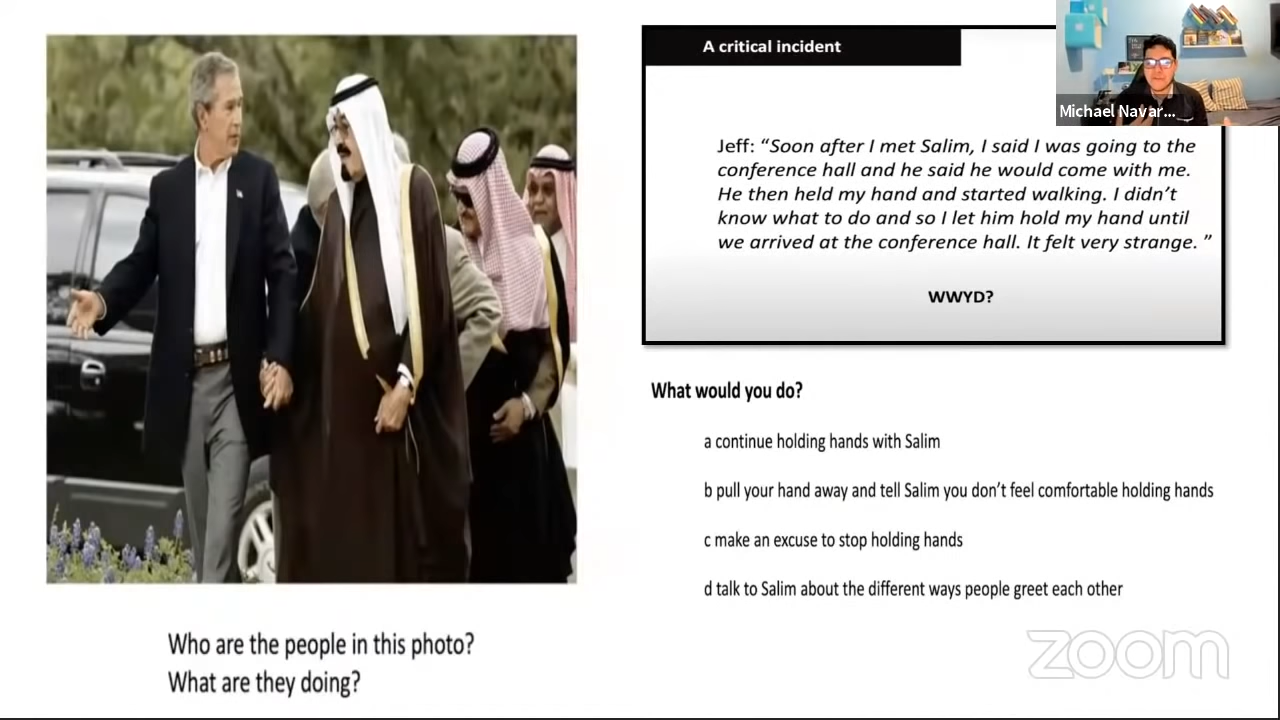 A critical incident
Michael Navar...
Jeff: “Soon after I met Salim, I said I was going to the
conference hall and he said he would come with me.
He then held my hand and started walking. I didn’t
know what to do and so I let him hold my hand until
we arrived at the conference hall. It felt very strange. ”
WWYD?
What would you do?
a continue holding hands with Salim
b pull your hand away and tell Salim you don’t feel comfortable holding hands
c make an excuse to stop holding hands
d talk to Salim about the different ways people greet each other
Who are the people in this photo?
What are they doing?
zoom